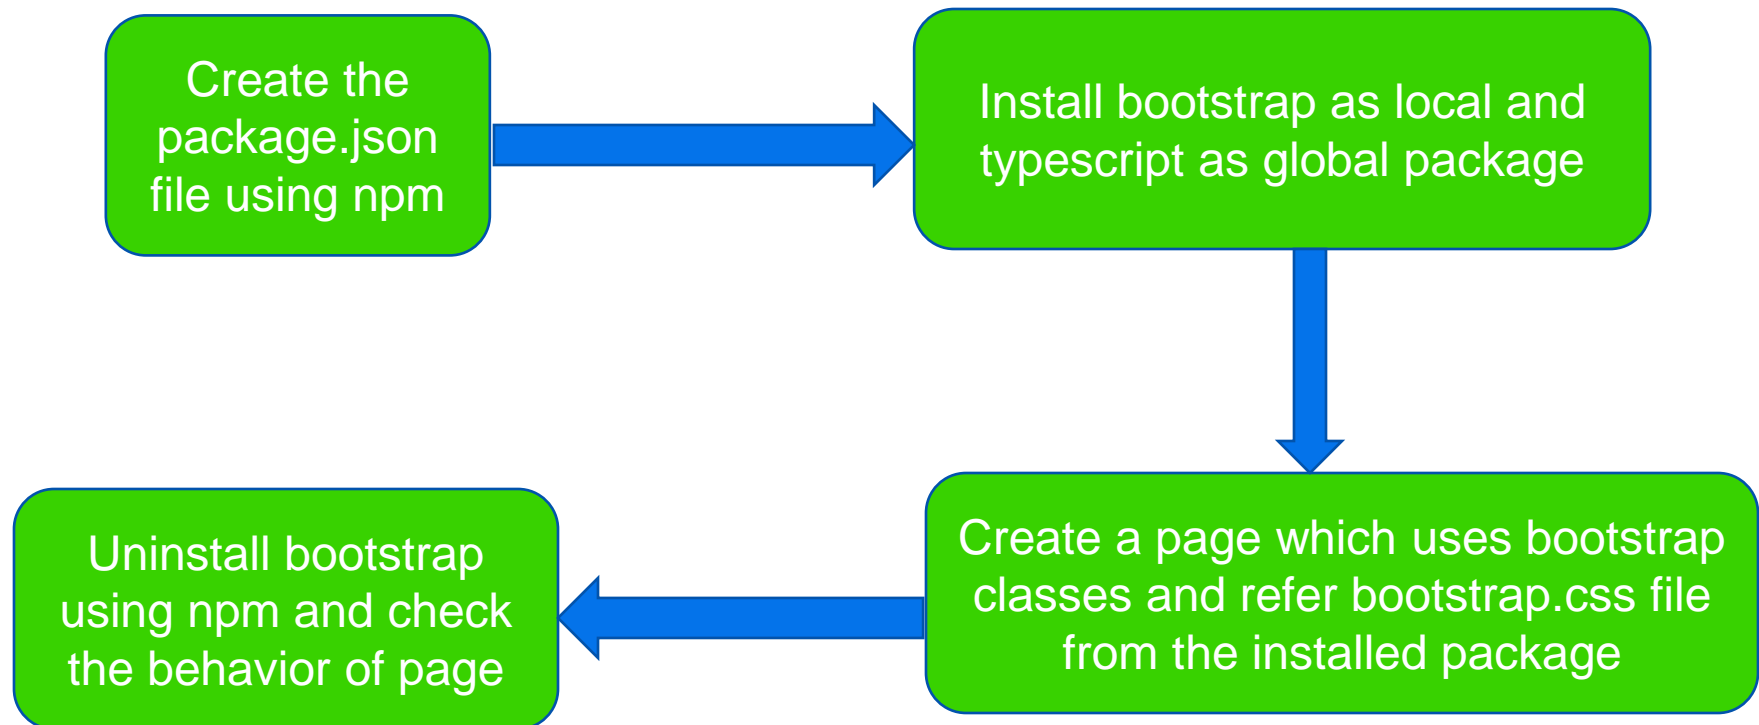 Create the
package.json
file using npm
Install bootstrap as local and
typescript as global package
Create a page which uses bootstrap
classes and refer bootstrap.css file
from the installed package
Uninstall bootstrap
using npm and check
the behavior of page